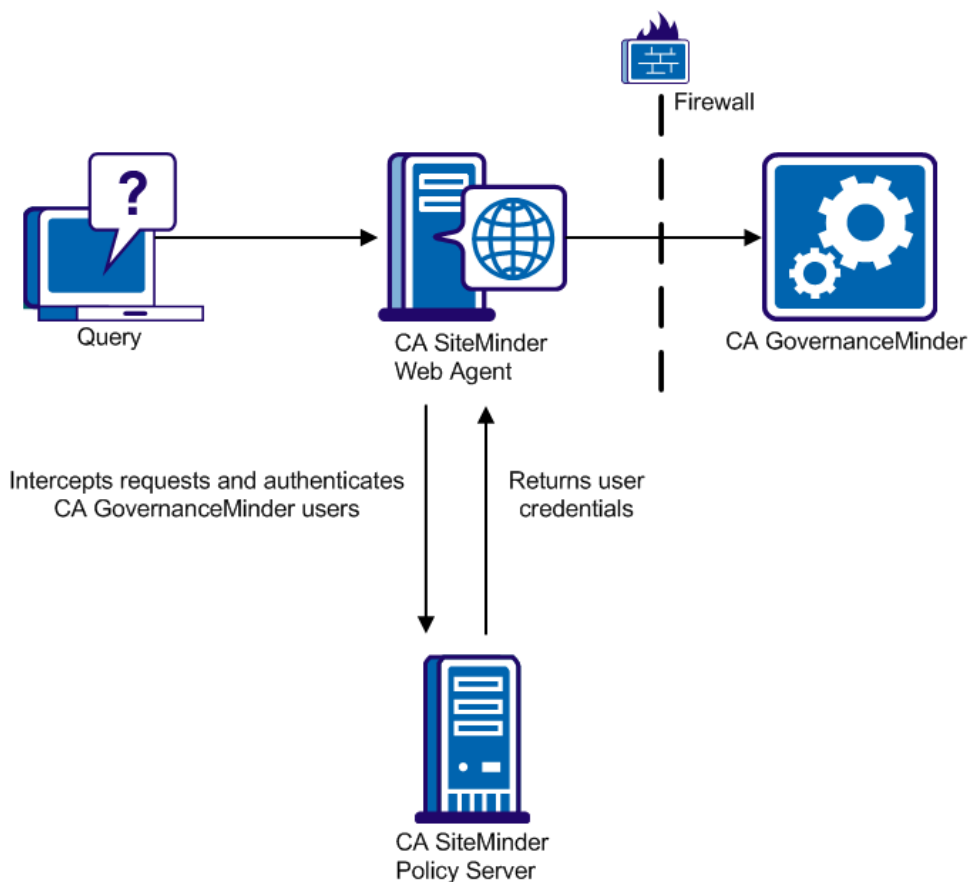 Firewall
?
Query
CA SiteMinder
Web Agent
CA GovernanceMinder
Intercepts requests and authenticates
CA GovernanceMinder users
Returns user
credentials
CA SiteMinder
Policy Server